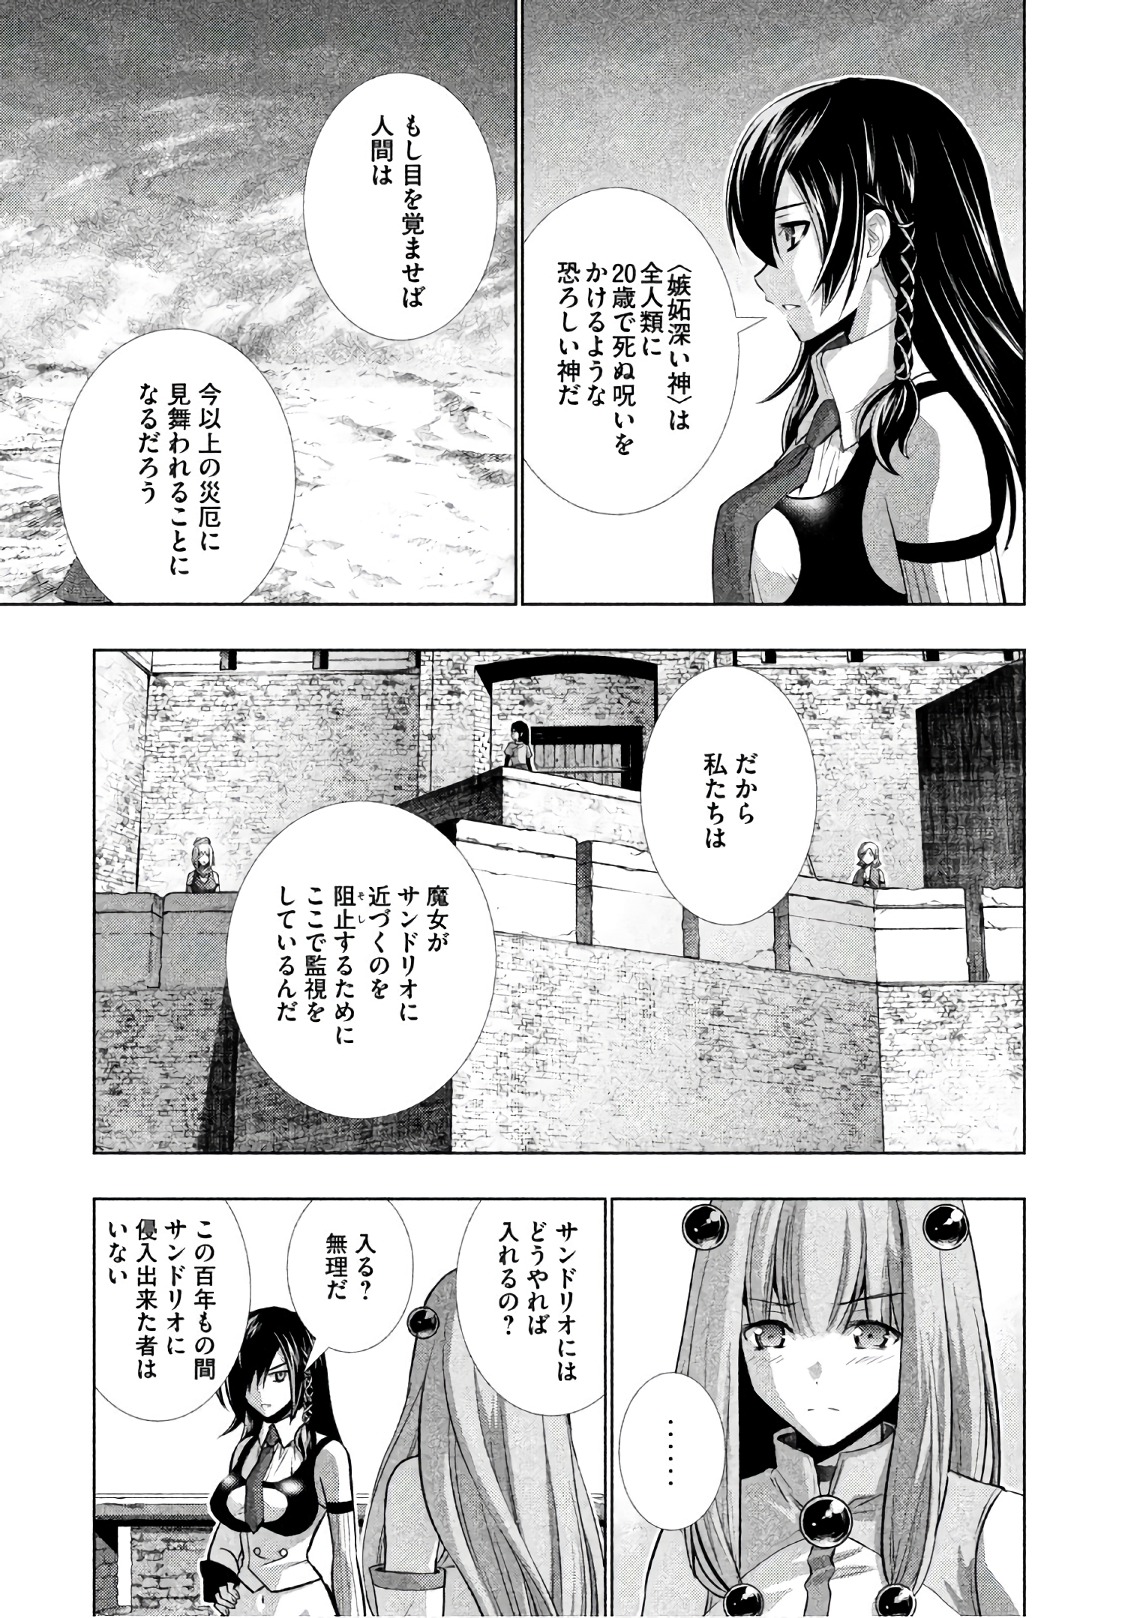 〈嫉妬深い神〉は
全人類に
20歳で死ぬ呪いを
かけるような
恐ろしい神だ
もし目を覚ませば
人間は
今以上の災厄に
見舞われることに
なるだろう
だから
私たちは
魔女が
サンドリオに
近づくのを
阻止するために
そし
ここで監視を
しているんだ
・・・・・・
サンドリオには
どうやれば
入れるの?
入る?
無理だ
この百年もの間
サンドリオに
侵入出来た者は
いない